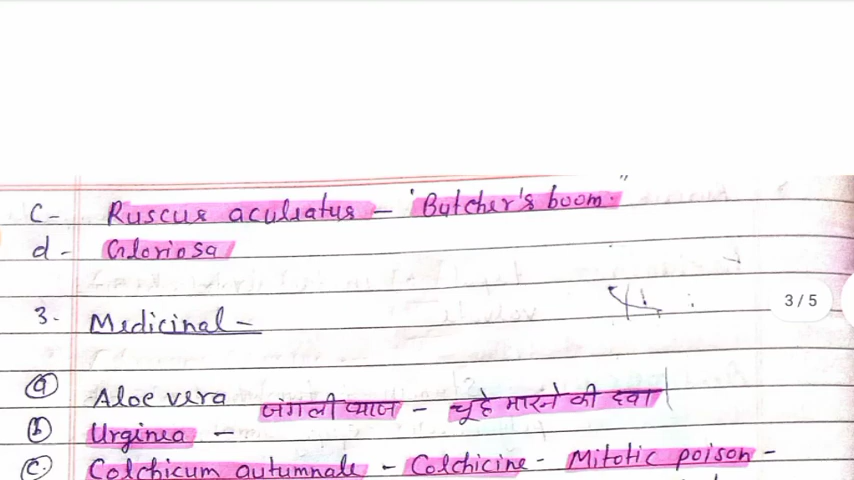 c- Ruscus aculeatus - 'Butcher's boom.
d- Gloriosa
3/5
3. Medicinal -
(a) Aloe vera
(b) Urginea - जंगली प्याज - चूहे मारने की दवा
(c) Colchicum autumnale - Colchicine - Mitotic poison -